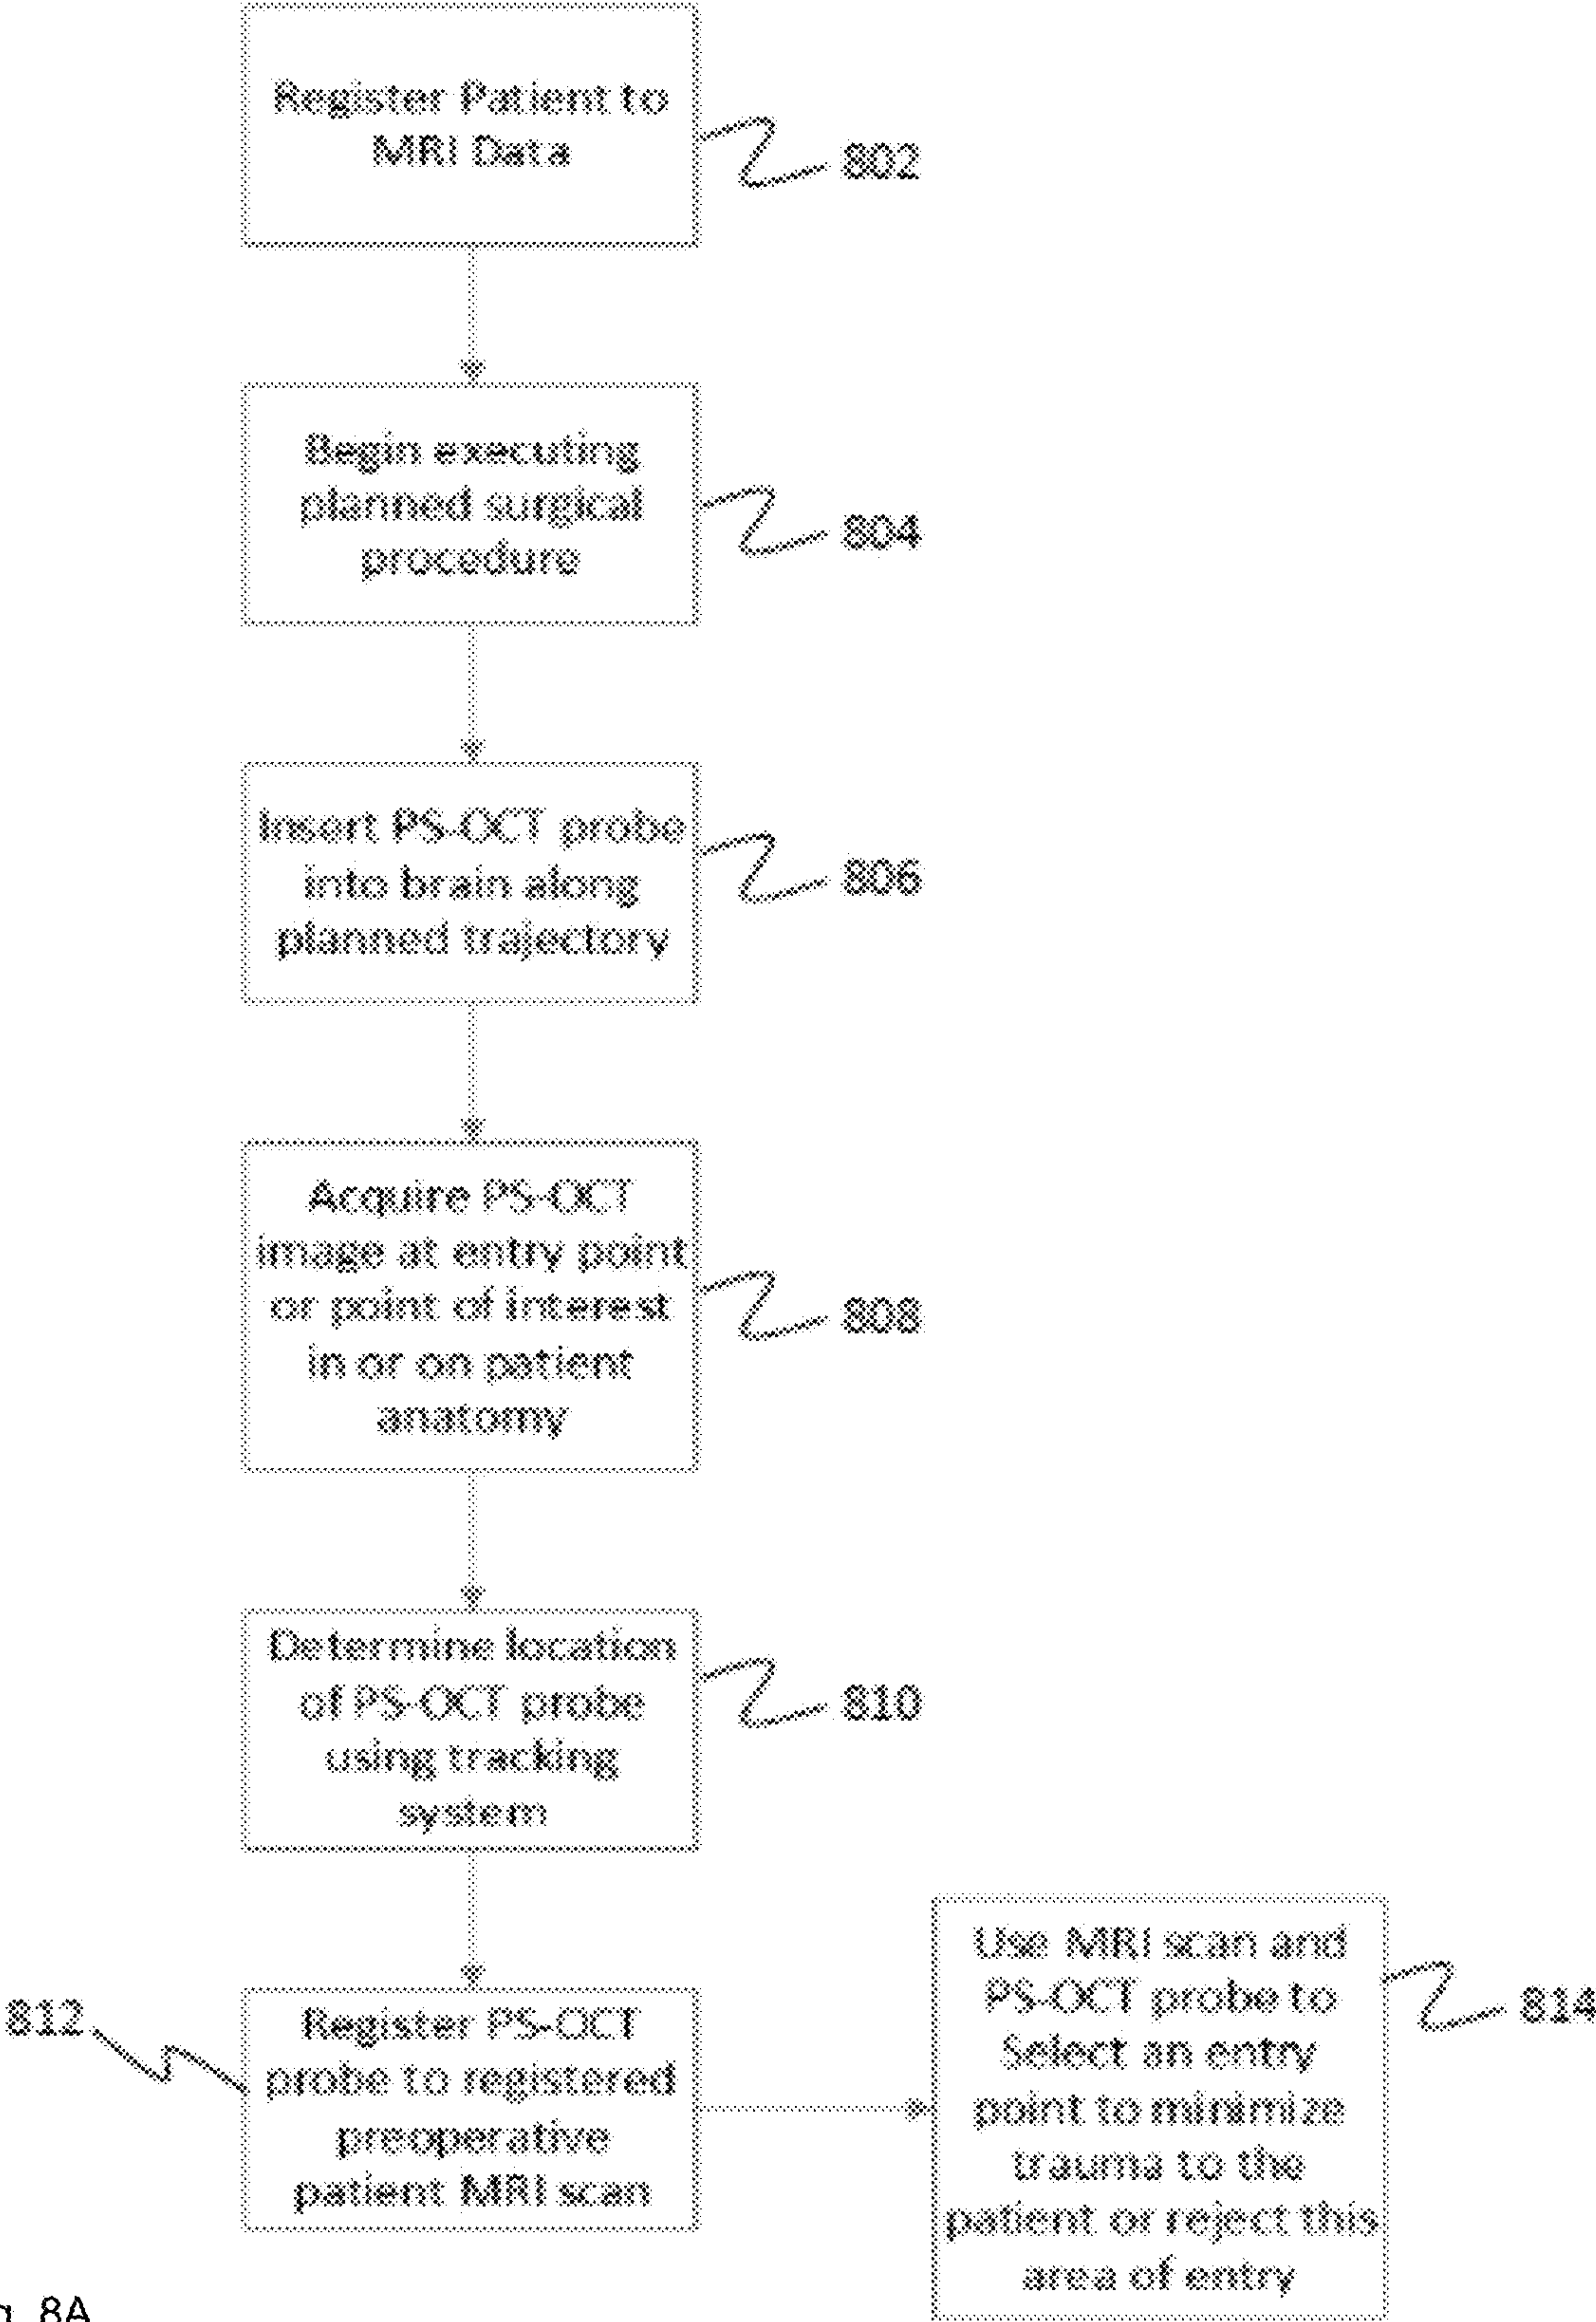 Register Patient to
MRI Data
802
Begin executing
planned surgical
procedure
804
Insert PS-OCT probe
into brain along
planned trajectory
806
Acquire PS-OCT
image at entry point
or point of interest
in or on patient
anatomy
808
Determine location
of PS-OCT probe
using tracking
system
810
812
Register PS-OCT
probe to registered
preoperative
patient MRI scan
Use MRI scan and
PS-OCT probe to
Select an entry
point to minimize
trauma to the
patient or reject this
area of entry
814
8A